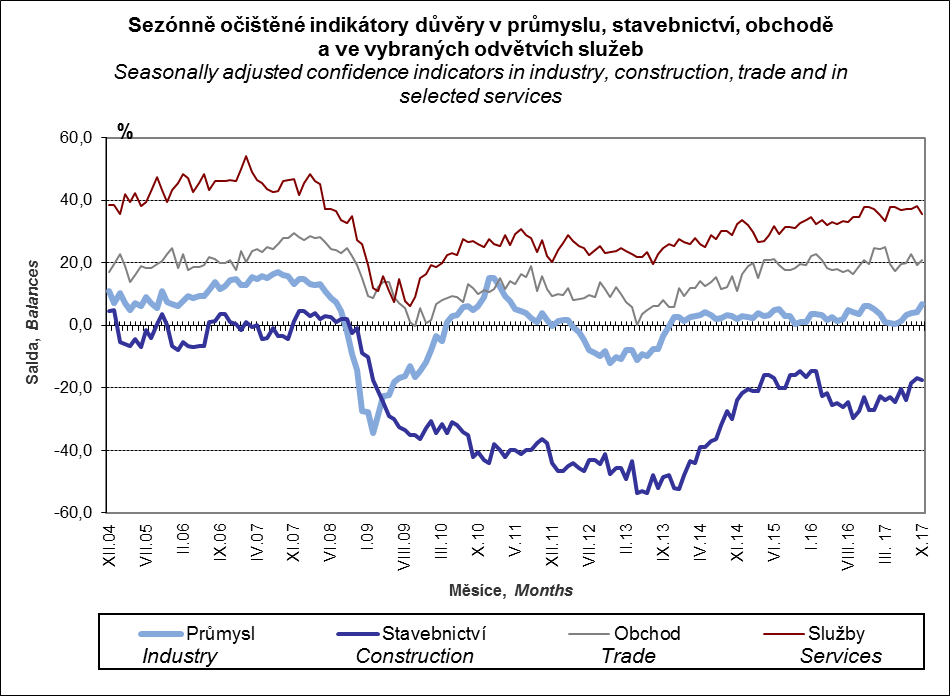 Sezónně očištěné indikátory důvěry v průmyslu, stavebnictví, obchodě
a ve vybraných odvětvích služeb
Seasonally adjusted confidence indicators in industry, construction, trade and in
selected services
%
60,0
40,0
20,0
0,0
-20,0
-40,0
-60,0
Salda, Balances
XII.04
VII.05
II.06
IX.06
IV.07
XI.07
VI.08
I.09
VIII.09
III.10
X.10
V.11
XII.11
VII.12
II.13
IX.13
IV.14
XI.14
VI.15
I.16
VIII.16
III. 17
X.17
Měsíce, Months
Průmysl Stavebnictví Obchod Služby
Industry Construction Trade Services